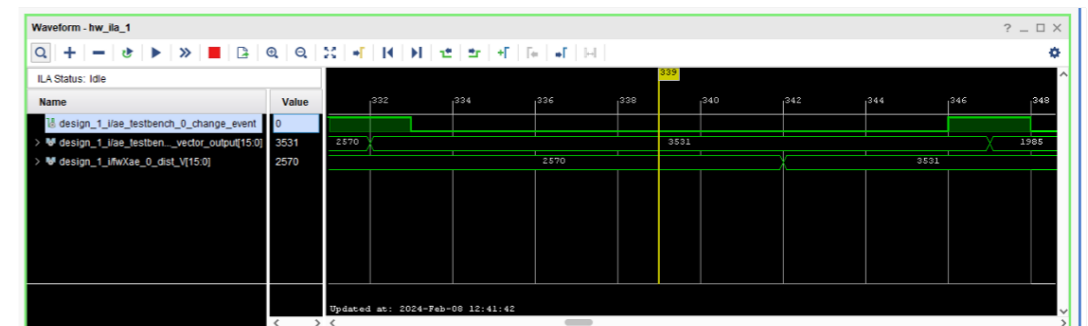 Waveform - hw_ila_1
ILA Status: Idle
Name Value
design_1_i/ae_testbench_0_change_event 0
design_1_i/ae_testben..._vector_output[15:0] 3531
design_1_i/fwXae_0_dist_V[15:0] 2570
339
332 334 336 338 340 342 344 346 348
2570 3531 1985
2570 3531
Updated at: 2024-Feb-08 12:41:42